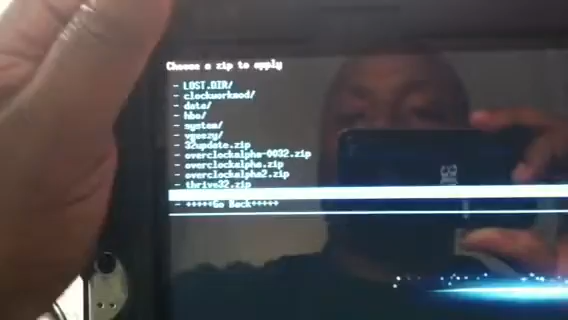 Choose a zip to apply
- LOST.DIR/
- clockworkmod/
- data/
- hbo/
- system/
- vgeezy/
- 32update.zip
- overclockalpha-0032.zip
- overclockalpha.zip
- overclockalpha2.zip
- thrive32.zip
- +++++Go Back+++++